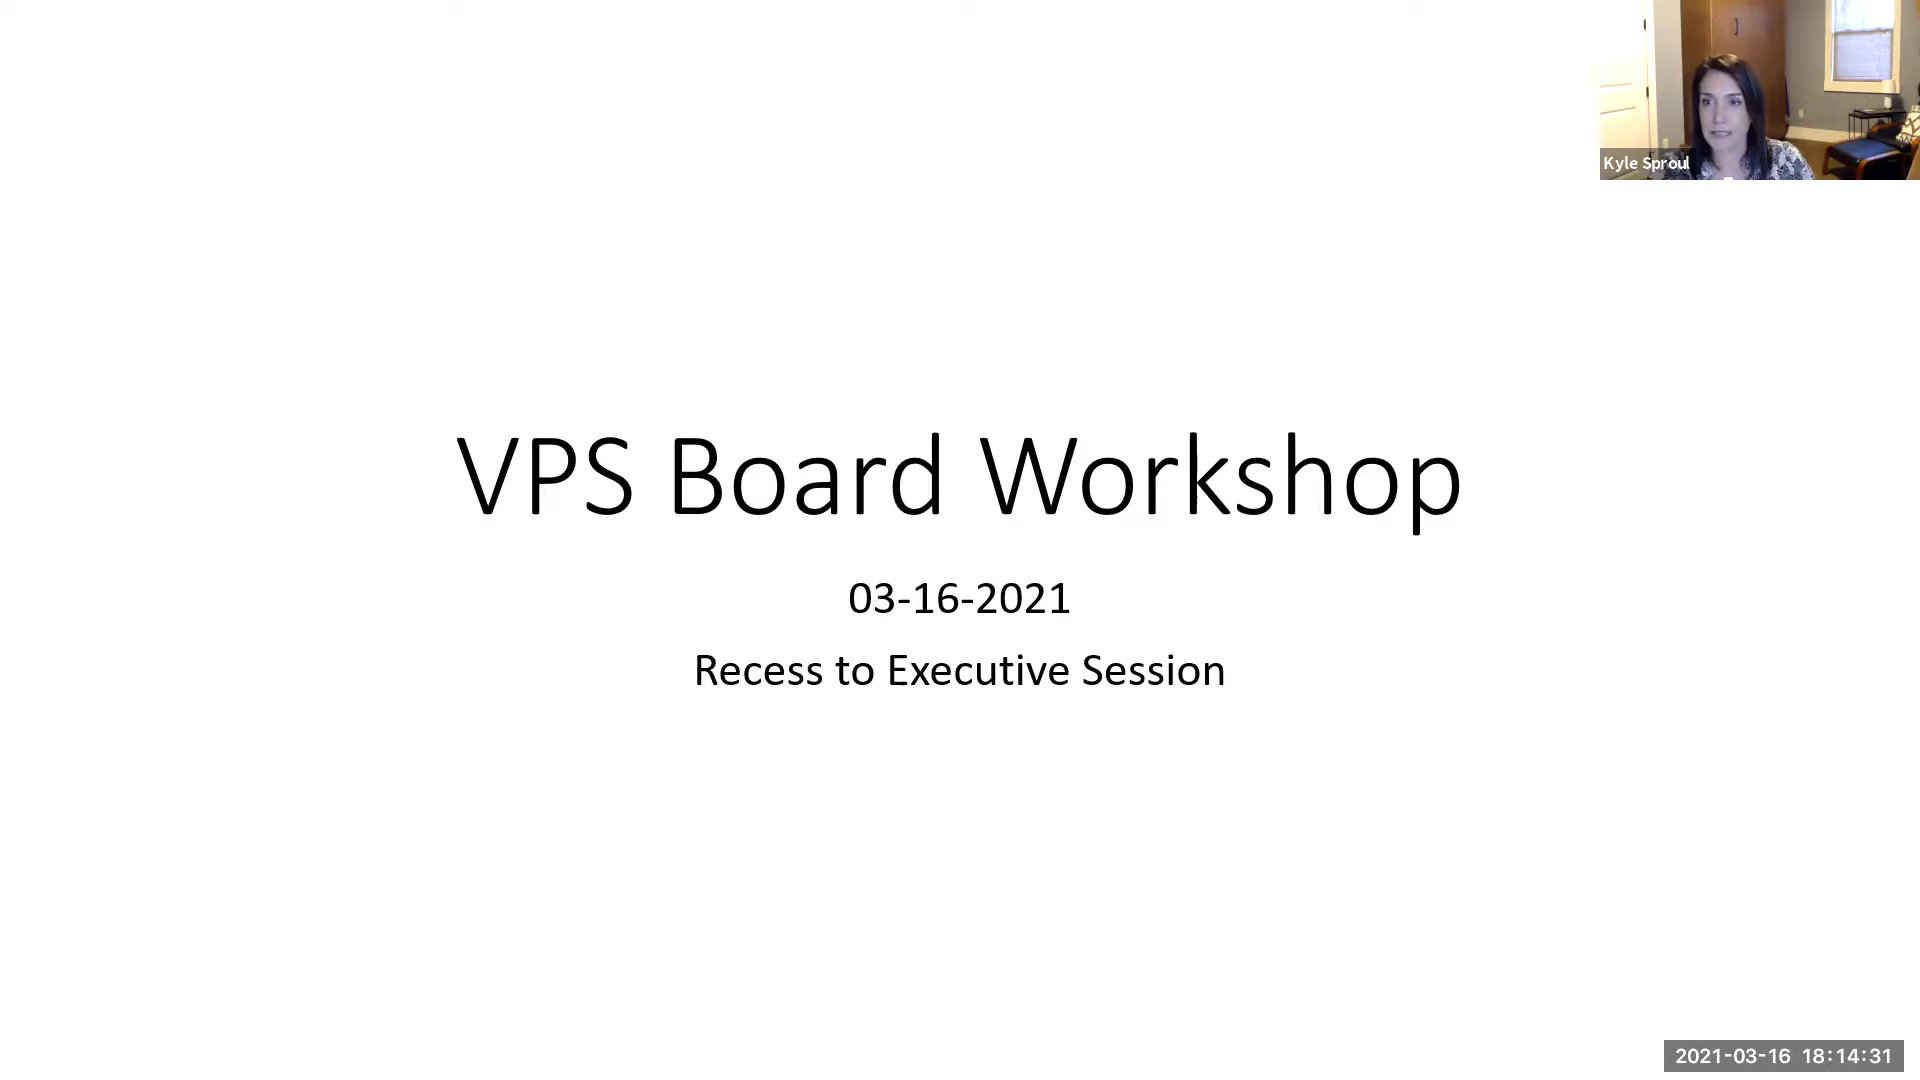 Kyle Sproul
VPS Board Workshop
03-16-2021
Recess to Executive Session
2021-03-16 18:14:31